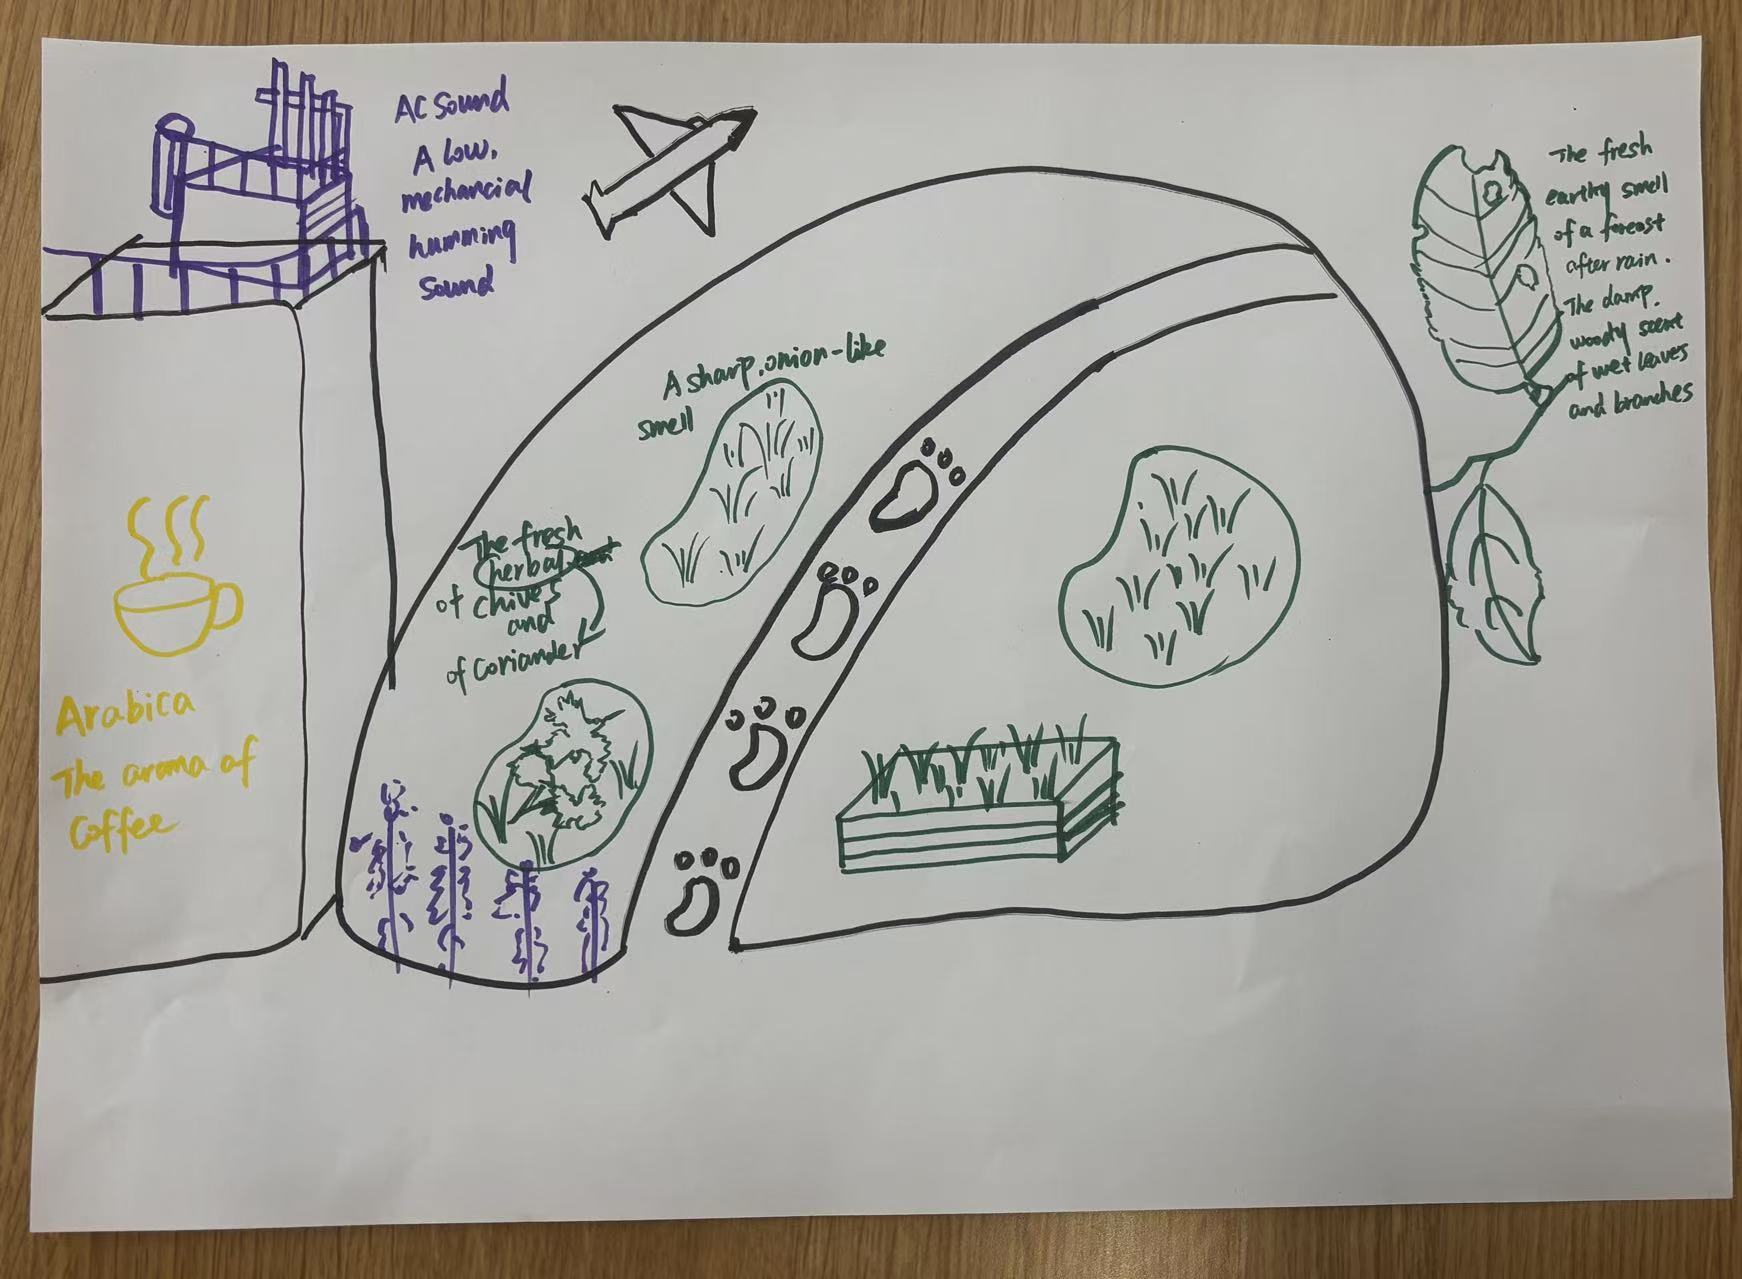 AC Sound
A low,
mechancial
humming
Sound
The fresh
earthy smell
of a foreast
after rain.
The damp.
woody scent
of wet leaves
and branches
A sharp, onion-like
smell
The fresh
herbal
of chives
and
of coriander
Arabica
The aroma of
Coffee